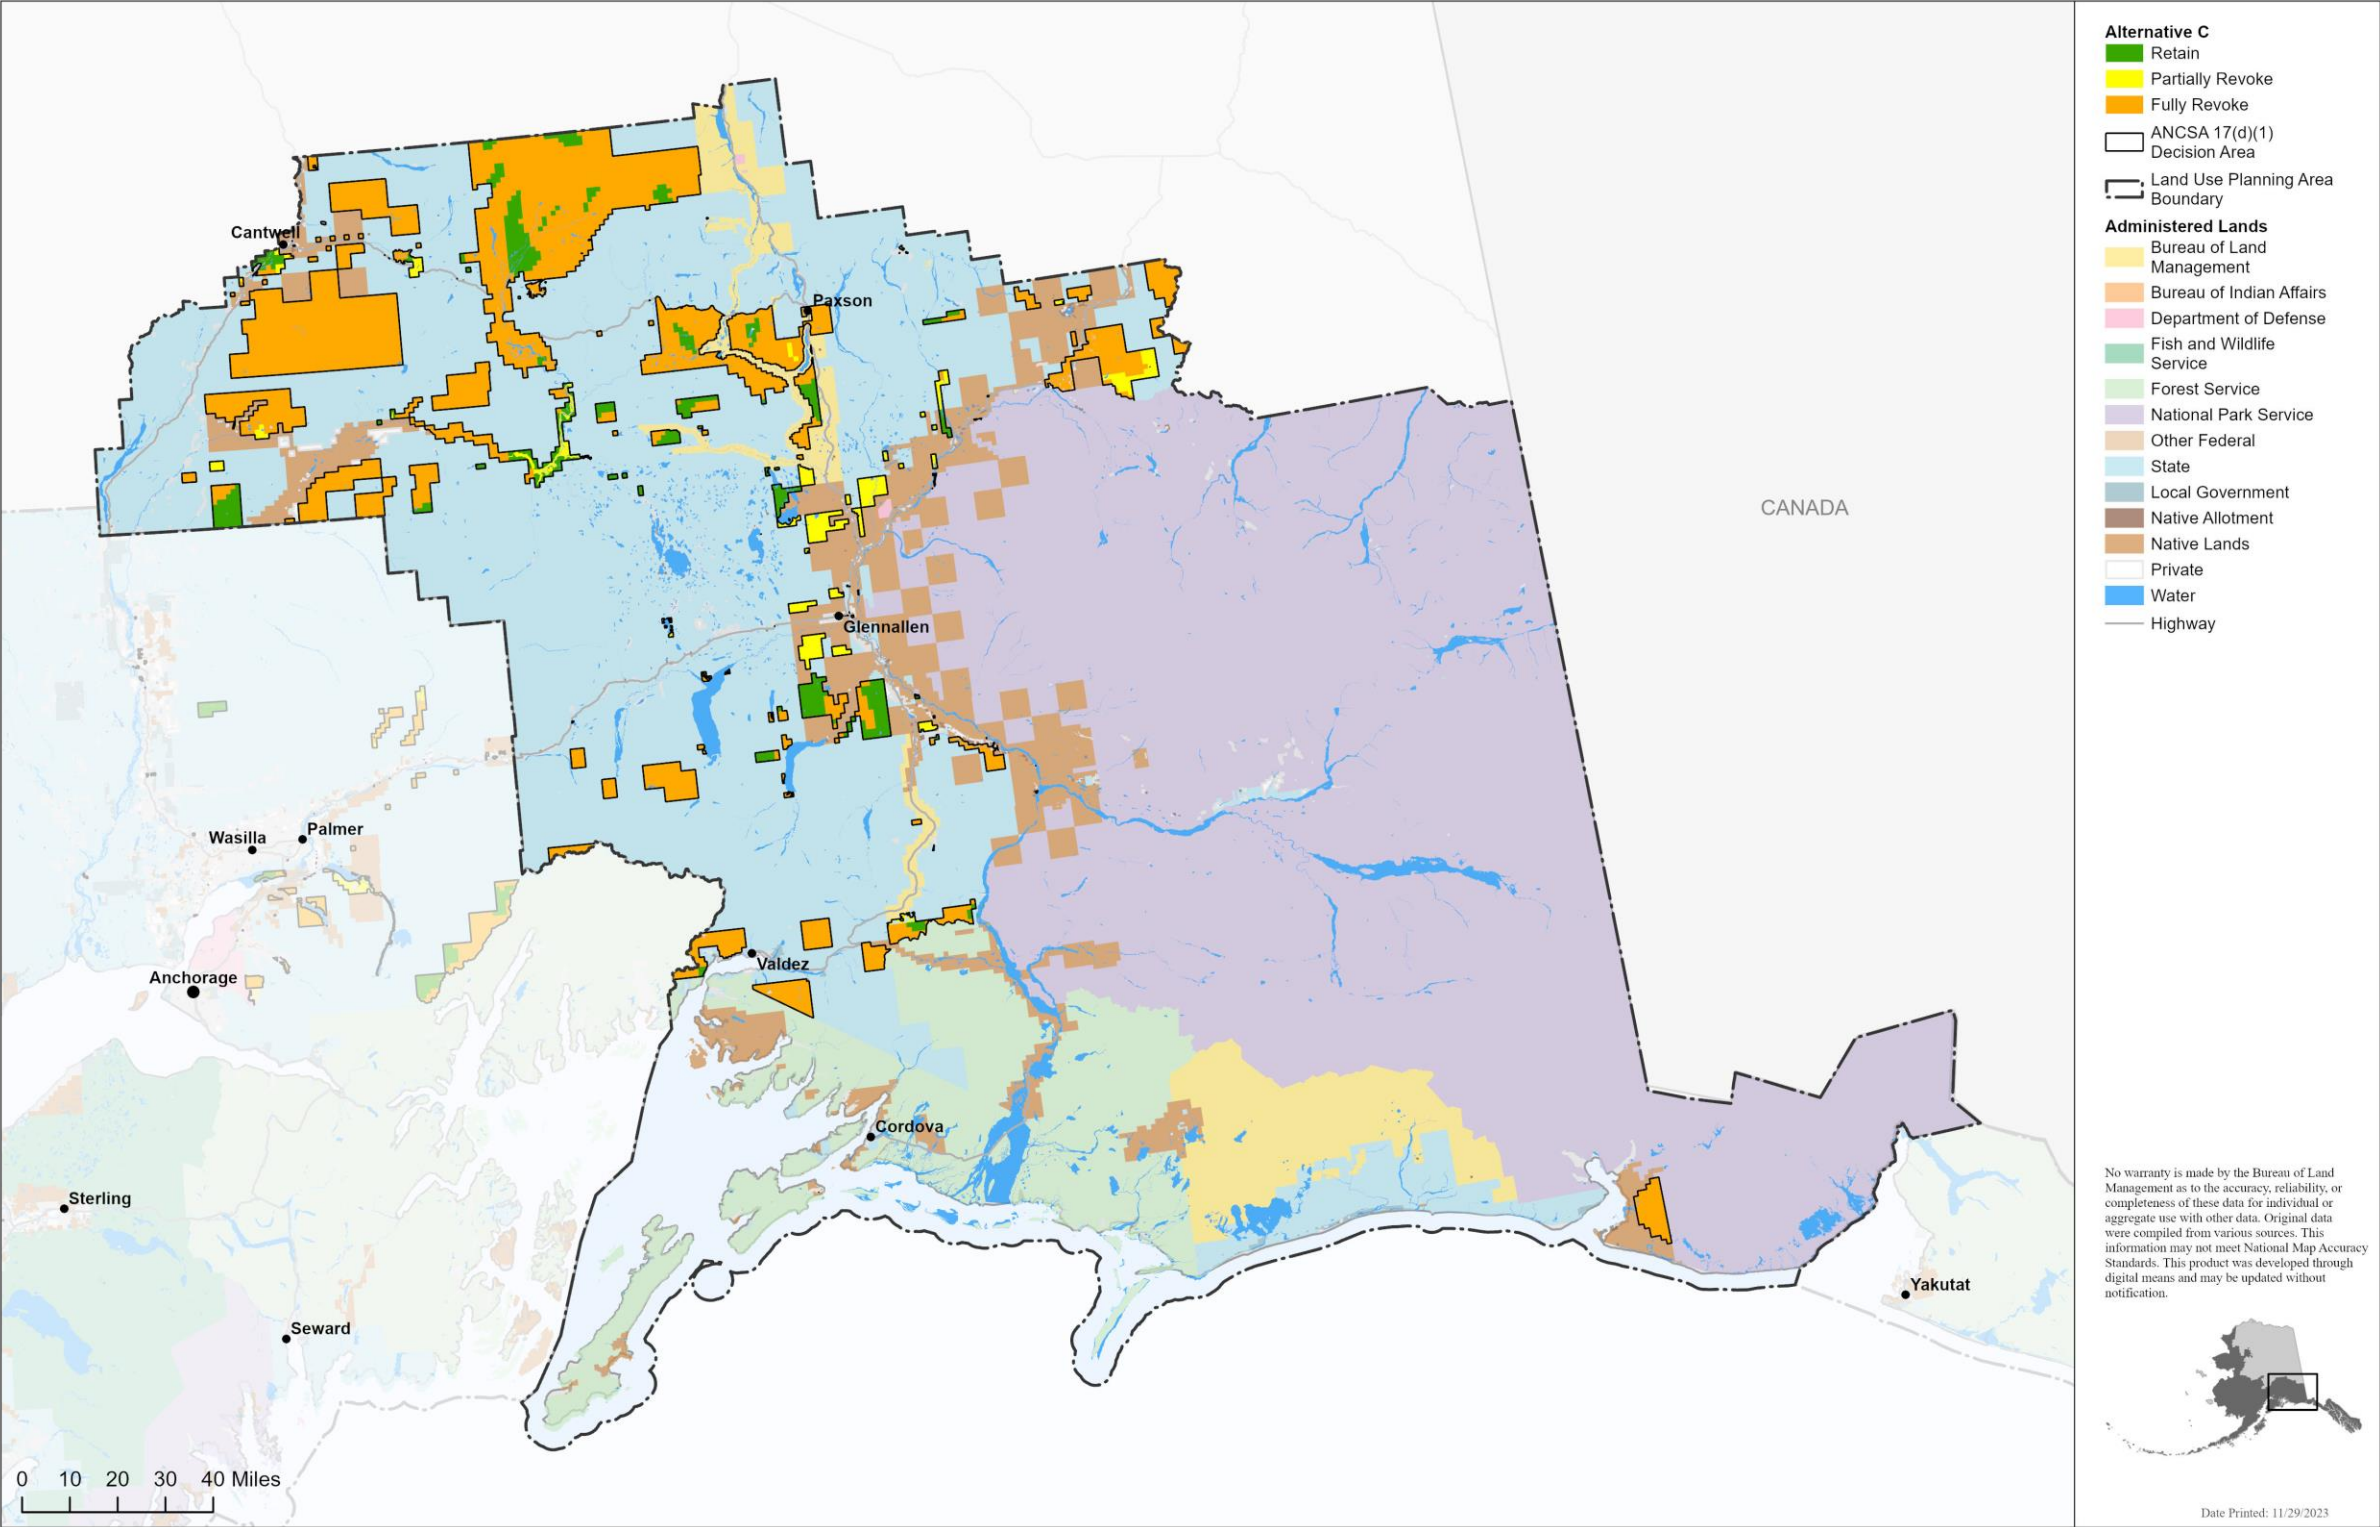 Alternative C
Retain
Partially Revoke
Fully Revoke
ANCSA 17(d)(1)
Decision Area
Land Use Planning Area
Boundary
Administered Lands
Bureau of Land
Management
Bureau of Indian Affairs
Department of Defense
Fish and Wildlife
Service
Forest Service
National Park Service
Other Federal
State
Local Government
Native Allotment
Native Lands
Private
Water
Highway
Cantwell
Paxson
CANADA
Glennallen
Wasilla
Palmer
Anchorage
Valdez
Cordova
Sterling
Seward
Yakutat
0 10 20 30 40 Miles
No warranty is made by the Bureau of Land
Management as to the accuracy, reliability, or
completeness of these data for individual or
aggregate use with other data. Original data
were compiled from various sources. This
information may not meet National Map Accuracy
Standards. This product was developed through
digital means and may be updated without
notification.
Date Printed: 11/29/2023